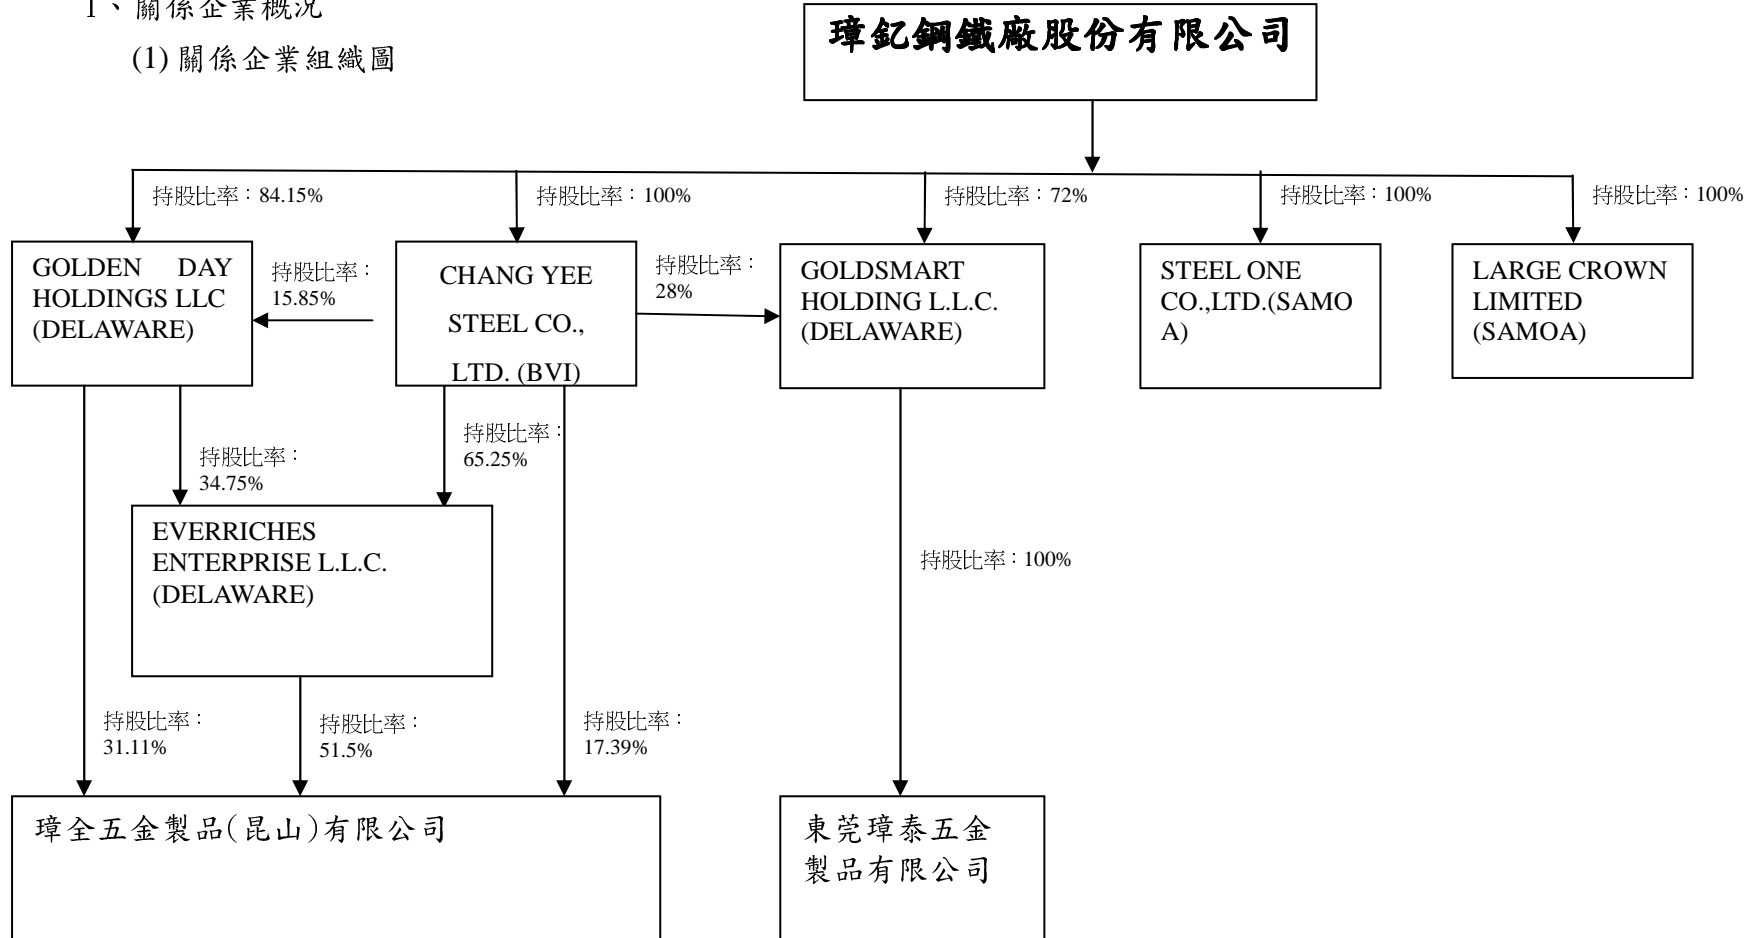 1、關係企業概況
璋釔鋼鐵廠股份有限公司
(1) 關係企業組織圖
持股比率：84.15%
持股比率：100%
持股比率：72%
持股比率：100%
持股比率：100%
GOLDEN DAY
HOLDINGS LLC
(DELAWARE)
持股比率：
15.85%
CHANG YEE
STEEL CO.,
LTD. (BVI)
持股比率：
28%
GOLDSMART
HOLDING L.L.C.
(DELAWARE)
STEEL ONE
CO.,LTD.(SAMO
A)
LARGE CROWN
LIMITED
(SAMOA)
持股比率：
34.75%
持股比率：
65.25%
EVERRICHES
ENTERPRISE L.L.C.
(DELAWARE)
持股比率：100%
持股比率：
31.11%
持股比率：
51.5%
持股比率：
17.39%
璋全五金製品(昆山)有限公司
東莞璋泰五金
製品有限公司